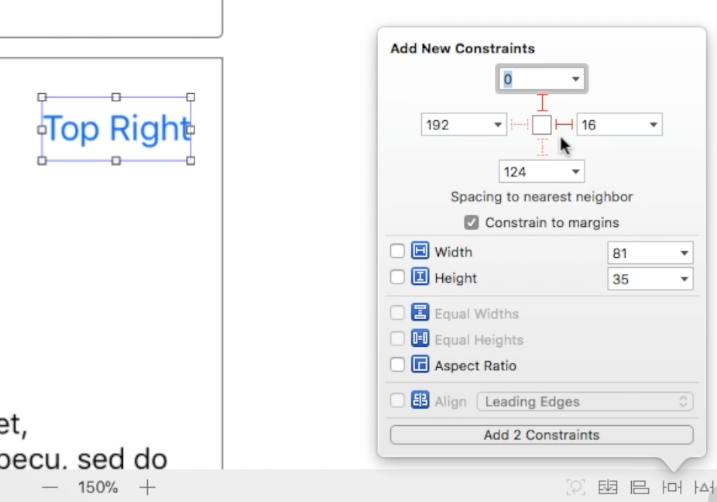 Add New Constraints
0
Top Right
192
16
124
Spacing to nearest neighbor
Constrain to margins
Width
81
Height
35
Equal Widths
Equal Heights
Aspect Ratio
Align
Leading Edges
et,
pecu, sed do
Add 2 Constraints
150%